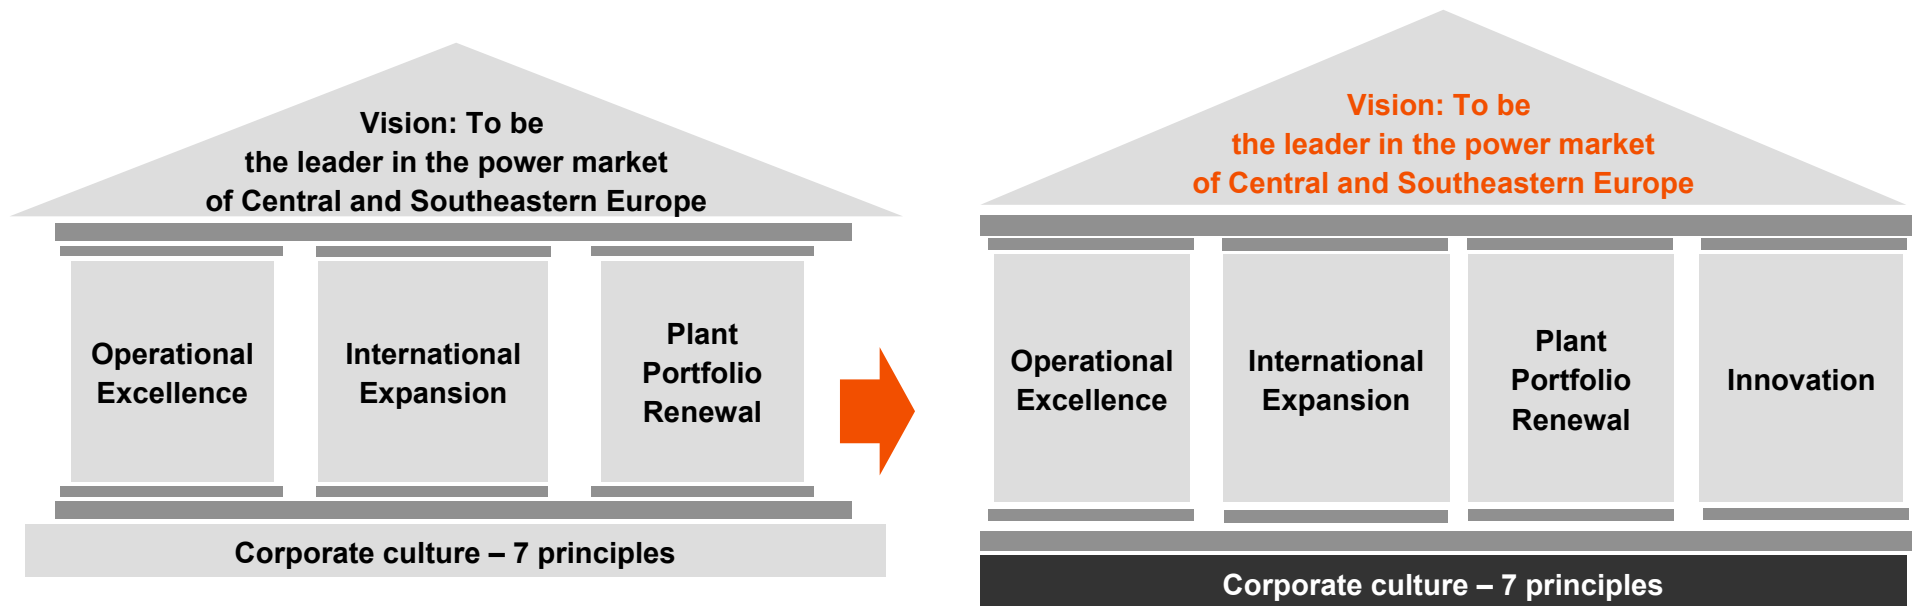 Vision: To be
the leader in the power market
of Central and Southeastern Europe
Operational
Excellence
International
Expansion
Plant
Portfolio
Renewal
Corporate culture – 7 principles
Vision: To be
the leader in the power market
of Central and Southeastern Europe
Operational
Excellence
International
Expansion
Plant
Portfolio
Renewal
Innovation
Corporate culture – 7 principles